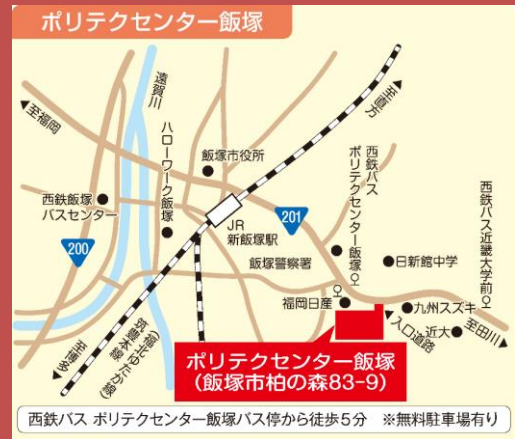 ポリテクセンター飯塚
至福岡
遠賀川
ハローワーク飯塚
飯塚市役所
至直方
西鉄飯塚
バスセンター
200
JR
新飯塚駅
201
飯塚警察署
西鉄バス
ポリテクセンター飯塚
日新館中学
西鉄バス近畿大学前
福岡日産
九州スズキ
入口道路
近大
至田川
至博多
(福北ゆたか線)
筑豊本線
ポリテクセンター飯塚
(飯塚市柏の森83-9)
西鉄バス ポリテクセンター飯塚バス停から徒歩5分 ※無料駐車場有り